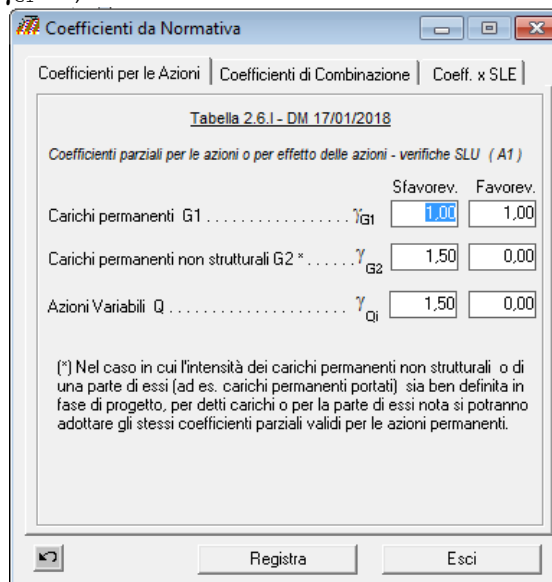 Coefficienti da Normativa
Coefficienti per le Azioni Coefficienti di Combinazione Coeff. x SLE
Tabella 2.6.I - DM 17/01/2018
Coefficienti parziali per le azioni o per effetto delle azioni - verifiche SLU ( A1 )
Sfavorev. Favorev.
Carichi permanenti G1 . . . . . . . . . . . . . . . . . γG1 1,00 1,00
Carichi permanenti non strutturali G2 * . . . . . . γG2 1,50 0,00
Azioni Variabili Q . . . . . . . . . . . . . . . . . . . . γQi 1,50 0,00
(*) Nel caso in cui l'intensità dei carichi permanenti non strutturali o di
una parte di essi (ad es. carichi permanenti portati) sia ben definita in
fase di progetto, per detti carichi o per la parte di essi nota si potranno
adottare gli stessi coefficienti parziali validi per le azioni permanenti.
Registra Esci